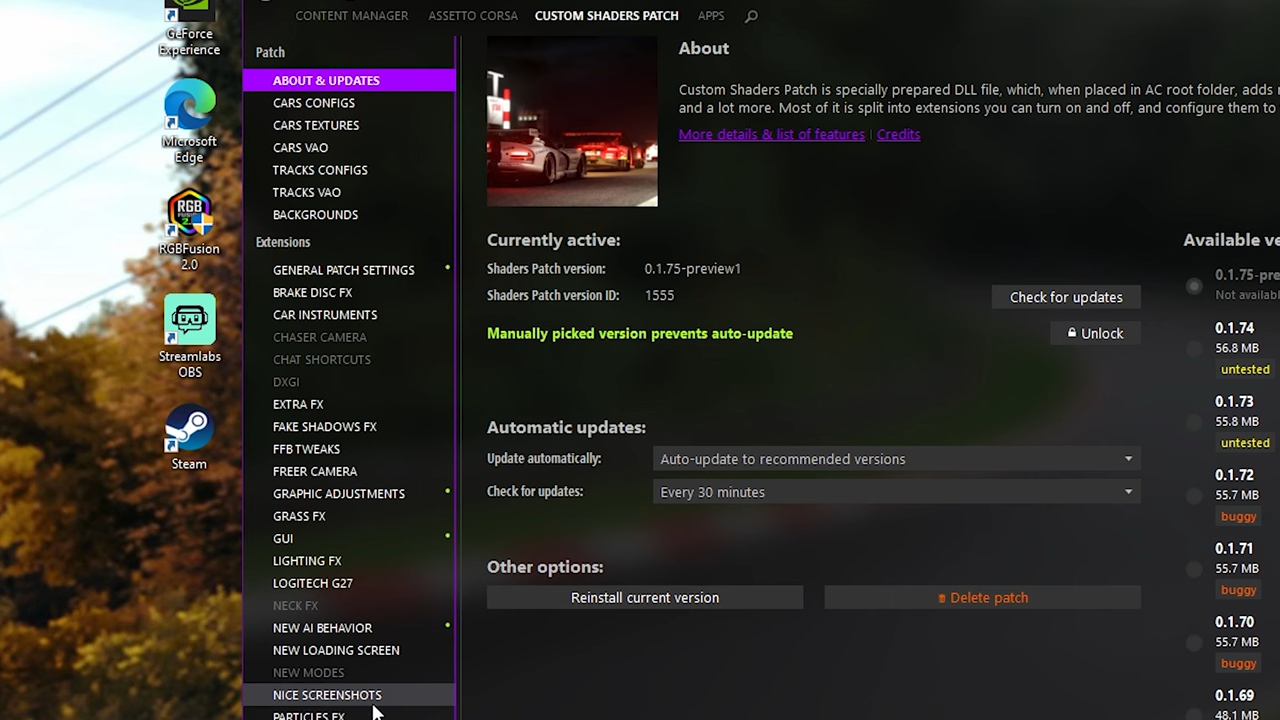 GeForce
Experience
Microsoft
Edge
RGB
RGBFusion
2.0
Streamlabs
OBS
Steam
CONTENT MANAGER
ASSETTO CORSA
CUSTOM SHADERS PATCH
APPS
Patch
ABOUT & UPDATES
CARS CONFIGS
CARS TEXTURES
CARS VAO
TRACKS CONFIGS
TRACKS VAO
BACKGROUNDS
Extensions
GENERAL PATCH SETTINGS
BRAKE DISC FX
CAR INSTRUMENTS
CHASER CAMERA
CHAT SHORTCUTS
DXGI
EXTRA FX
FAKE SHADOWS FX
FFB TWEAKS
FREER CAMERA
GRAPHIC ADJUSTMENTS
GRASS FX
GUI
LIGHTING FX
LOGITECH G27
NECK FX
NEW AI BEHAVIOR
NEW LOADING SCREEN
NEW MODES
NICE SCREENSHOTS
PARTICLES FX
About
Custom Shaders Patch is specially prepared DLL file, which, when placed in AC root folder, adds
and a lot more. Most of it is split into extensions you can turn on and off, and configure them to
More details & list of features | Credits
Currently active:
Shaders Patch version: 0.1.75-preview1
Shaders Patch version ID: 1555
Check for updates
Manually picked version prevents auto-update
Unlock
Automatic updates:
Update automatically: Auto-update to recommended versions
Check for updates: Every 30 minutes
Other options:
Reinstall current version
Delete patch
Available ve
0.1.75-pre
Not availabl
0.1.74
56.8 MB
untested
0.1.73
55.8 MB
untested
0.1.72
55.7 MB
buggy
0.1.71
55.7 MB
buggy
0.1.70
55.7 MB
buggy
0.1.69
48.1 MB